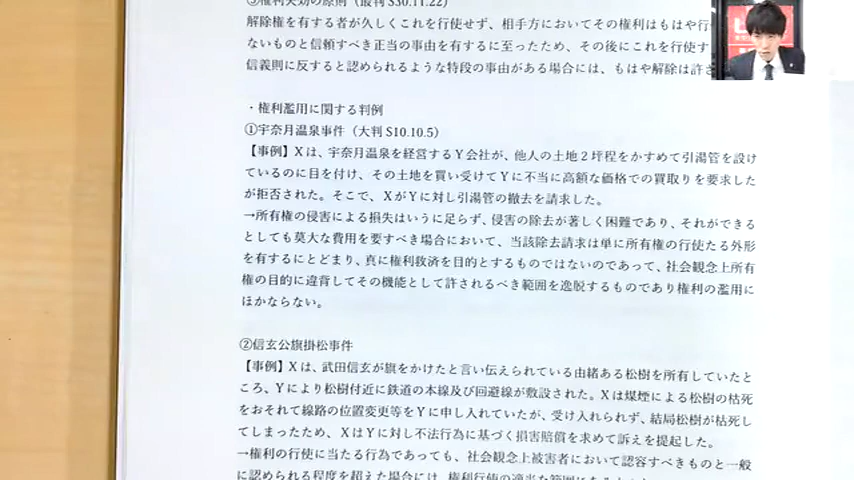 ③権利失効の原則（最判 S30.11.22）
解除権を有する者が久しくこれを行使せず、相手方においてその権利はもはや行
ないものと信頼すべき正当の事由を有するに至ったため、その後にこれを行使す
信義則に反すると認められるような特段の事由がある場合には、もはや解除は許さ
・権利濫用に関する判例
①宇奈月温泉事件（大判 S10.10.5）
【事例】Ｘは、宇奈月温泉を経営するＹ会社が、他人の土地２坪程をかすめて引湯管を設け
ているのに目を付け、その土地を買い受けてＹに不当に高額な価格での買取りを要求した
が拒否された。そこで、ＸがＹに対し引湯管の撤去を請求した。
→所有権の侵害による損失はいうに足らず、侵害の除去が著しく困難であり、それができる
としても莫大な費用を要すべき場合において、当該除去請求は単に所有権の行使たる外形
を有するにとどまり、真に権利救済を目的とするものではないのであって、社会観念上所有
権の目的に違背してその機能として許されるべき範囲を逸脱するものであり権利の濫用に
ほかならない。
②信玄公旗掛松事件
【事例】Ｘは、武田信玄が旗をかけたと言い伝えられている由緒ある松樹を所有していたと
ころ、Ｙにより松樹付近に鉄道の本線及び回避線が敷設された。Ｘは煤煙による松樹の枯死
をおそれて線路の位置変更等をＹに申し入れていたが、受け入れられず、結局松樹が枯死し
てしまったため、ＸはＹに対し不法行為に基づく損害賠償を求めて訴えを提起した。
→権利の行使に当たる行為であっても、社会観念上被害者において認容すべきものと一般
に認められる程度を超えた場合には、権利行使の適当な範囲に